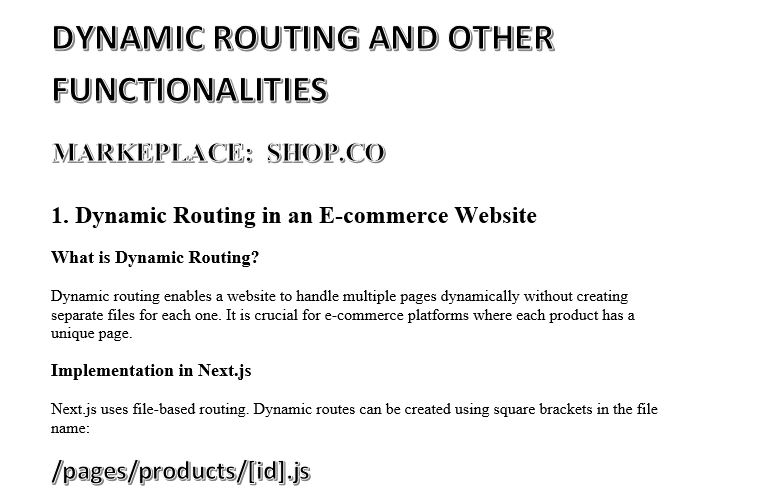 DYNAMIC ROUTING AND OTHER
FUNCTIONALITIES
MARKEPLACE: SHOP.CO
1. Dynamic Routing in an E-commerce Website
What is Dynamic Routing?
Dynamic routing enables a website to handle multiple pages dynamically without creating
separate files for each one. It is crucial for e-commerce platforms where each product has a
unique page.
Implementation in Next.js
Next.js uses file-based routing. Dynamic routes can be created using square brackets in the file
name:
/pages/products/[id].js